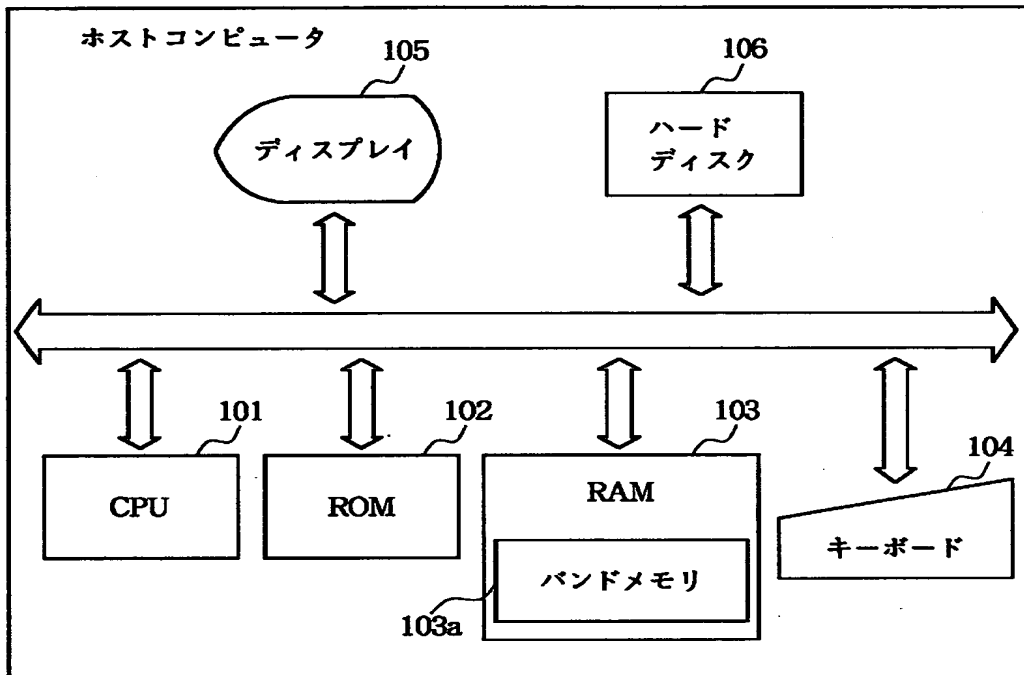 ホストコンピュータ
105
106
ディスプレイ
ハード
ディスク
101
102
103
104
CPU
ROM
RAM
キーボード
バンドメモリ
103a